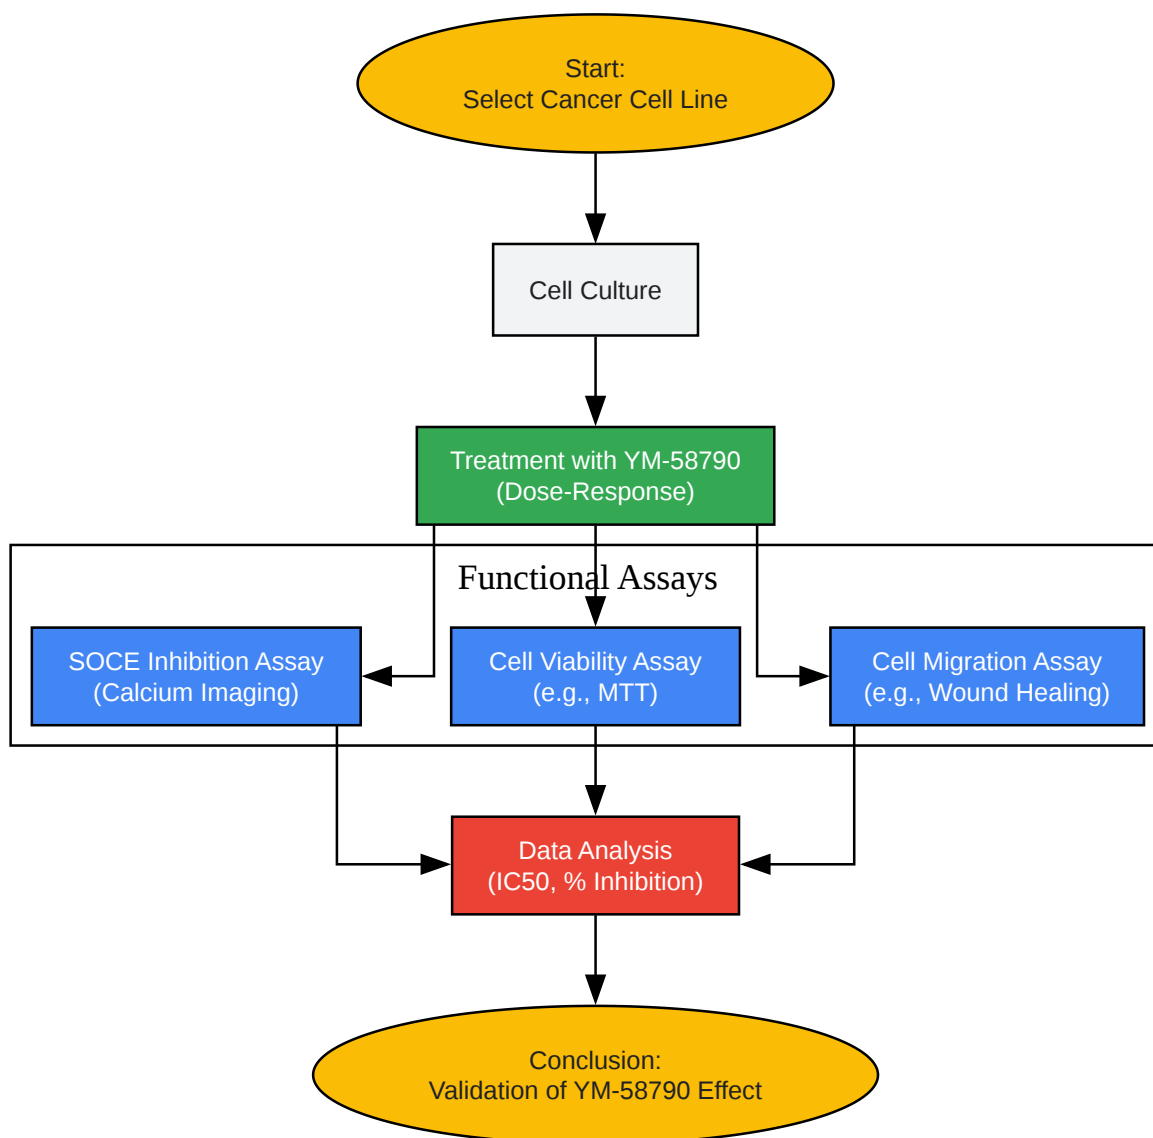 Start:
Select Cancer Cell Line
Cell Culture
Treatment with YM-58790
(Dose-Response)
Functional Assays
SOCE Inhibition Assay
(Calcium Imaging)
Cell Viability Assay
(e.g., MTT)
Cell Migration Assay
(e.g., Wound Healing)
Data Analysis
(IC50, % Inhibition)
Conclusion:
Validation of YM-58790 Effect